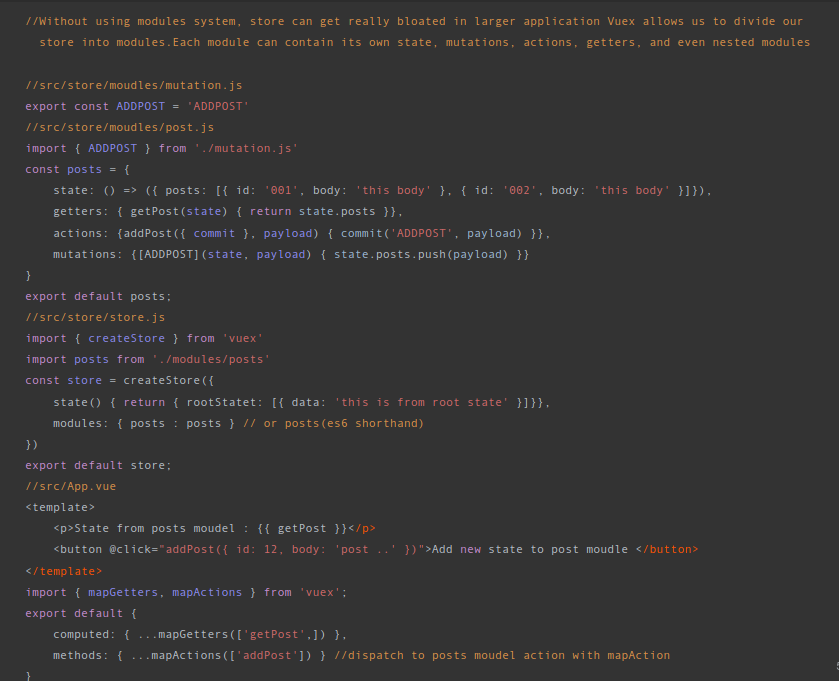 //Without using modules system, store can get really bloated in larger application Vuex allows us to divide our
store into modules.Each module can contain its own state, mutations, actions, getters, and even nested modules
//src/store/moudles/mutation.js
export const ADDPOST = 'ADDPOST'
//src/store/moudles/post.js
import { ADDPOST } from './mutation.js'
const posts = {
state: () => ({ posts: [{ id: '001', body: 'this body' }, { id: '002', body: 'this body' }]}),
getters: { getPost(state) { return state.posts }},
actions: {addPost({ commit }, payload) { commit('ADDPOST', payload) }},
mutations: {[ADDPOST](state, payload) { state.posts.push(payload) }}
}
export default posts;
//src/store/store.js
import { createStore } from 'vuex'
import posts from './modules/posts'
const store = createStore({
state() { return { rootStatet: [{ data: 'this is from root state' }]}},
modules: { posts : posts } // or posts(es6 shorthand)
})
export default store;
//src/App.vue
<template>
<p>State from posts moudel : {{ getPost }}</p>
<button @click="addPost({ id: 12, body: 'post ..' })">Add new state to post moudle </button>
</template>
import { mapGetters, mapActions } from 'vuex';
export default {
computed: { ...mapGetters(['getPost',]) },
methods: { ...mapActions(['addPost']) } //dispatch to posts moudel action with mapAction
}